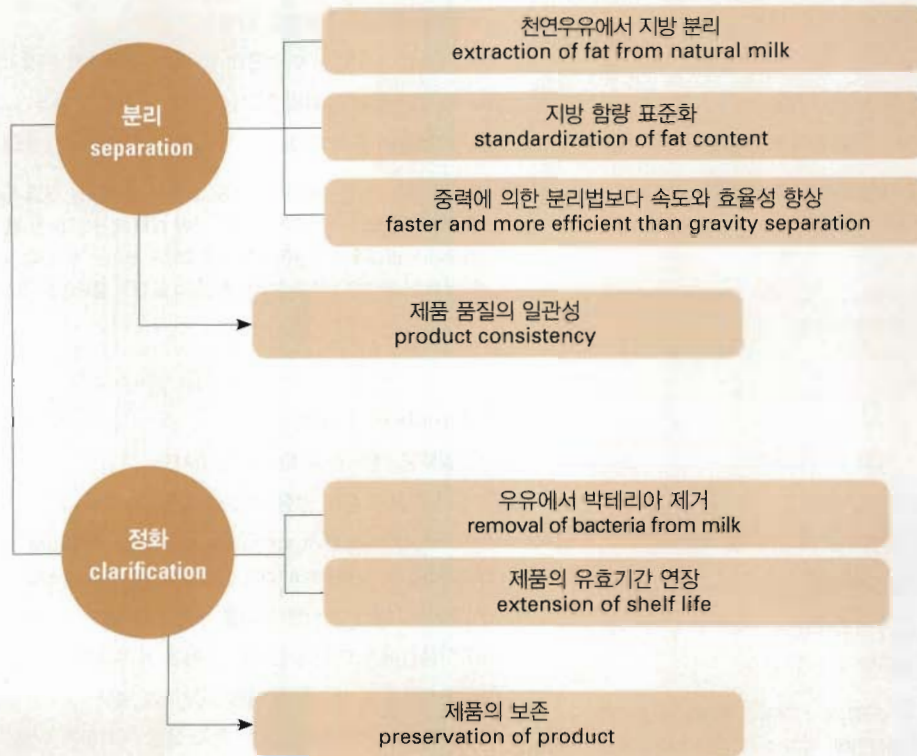 분리
separation
천연우유에서 지방 분리
extraction of fat from natural milk
지방 함량 표준화
standardization of fat content
중력에 의한 분리법보다 속도와 효율성 향상
faster and more efficient than gravity separation
제품 품질의 일관성
product consistency
정화
clarification
우유에서 박테리아 제거
removal of bacteria from milk
제품의 유효기간 연장
extension of shelf life
제품의 보존
preservation of product